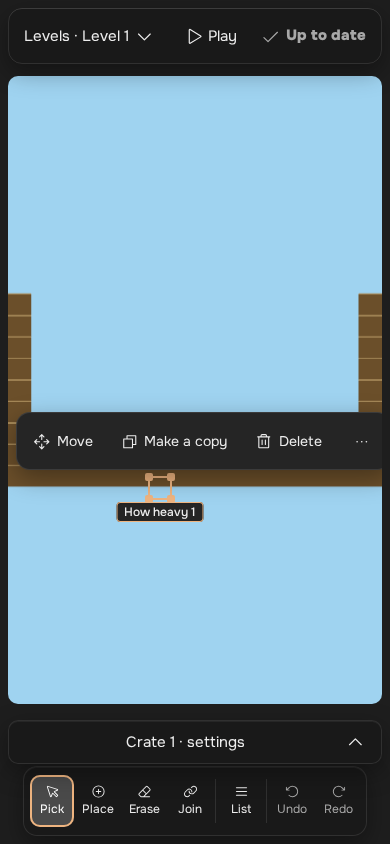 Levels · Level 1
Play
Up to date
Move
Make a copy
Delete
...
How heavy 1
Crate 1 · settings
Pick
Place
Erase
Join
List
Undo
Redo